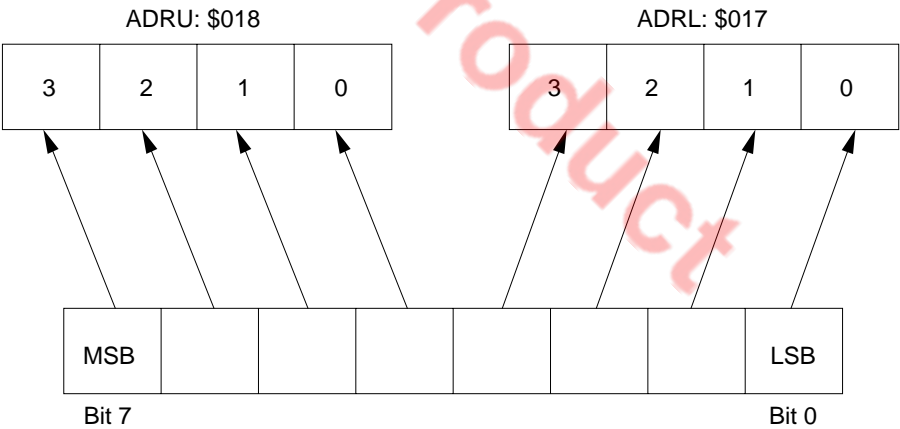 ADRU: $018
ADRL: $017
3 2 1 0
3 2 1 0
MSB
LSB
Bit 7
Bit 0
roduct